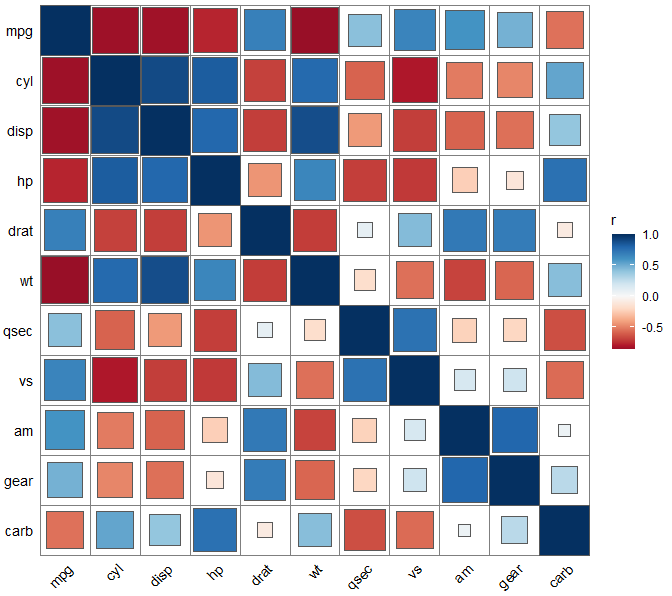 mpg
cyl
disp
hp
drat
wt
qsec
vs
am
gear
carb
mpg cyl disp hp drat wt qsec vs am gear carb
r
1.0
0.5
0.0
-0.5